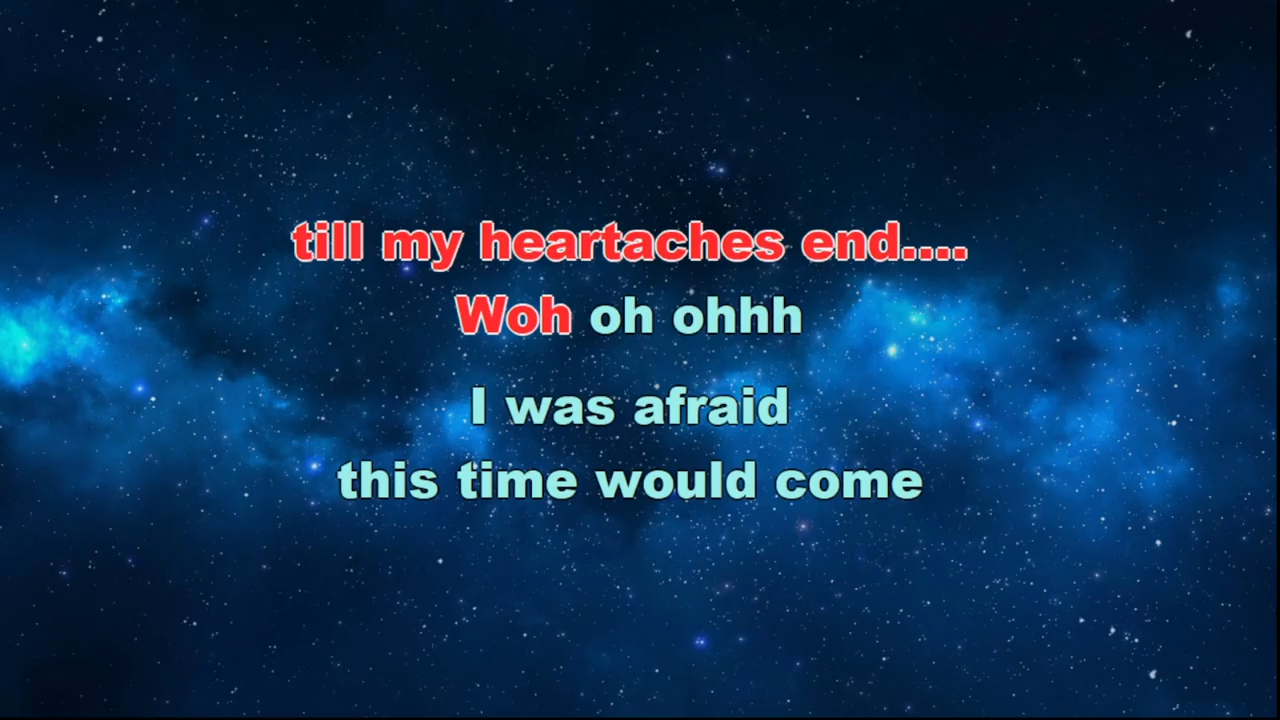 till my heartaches end....
Woh oh ohhh
I was afraid
this time would come